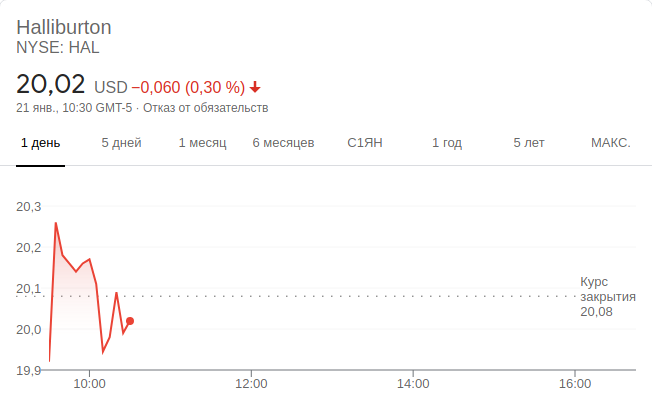 Halliburton
NYSE: HAL
20,02 USD −0,060 (0,30 %)
21 янв., 10:30 GMT-5 · Отказ от обязательств
1 день 5 дней 1 месяц 6 месяцев С1ЯН 1 год 5 лет МАКС.
20,3
20,2
20,1
20,0
19,9
Курс
закрытия
20,08
10:00 12:00 14:00 16:00